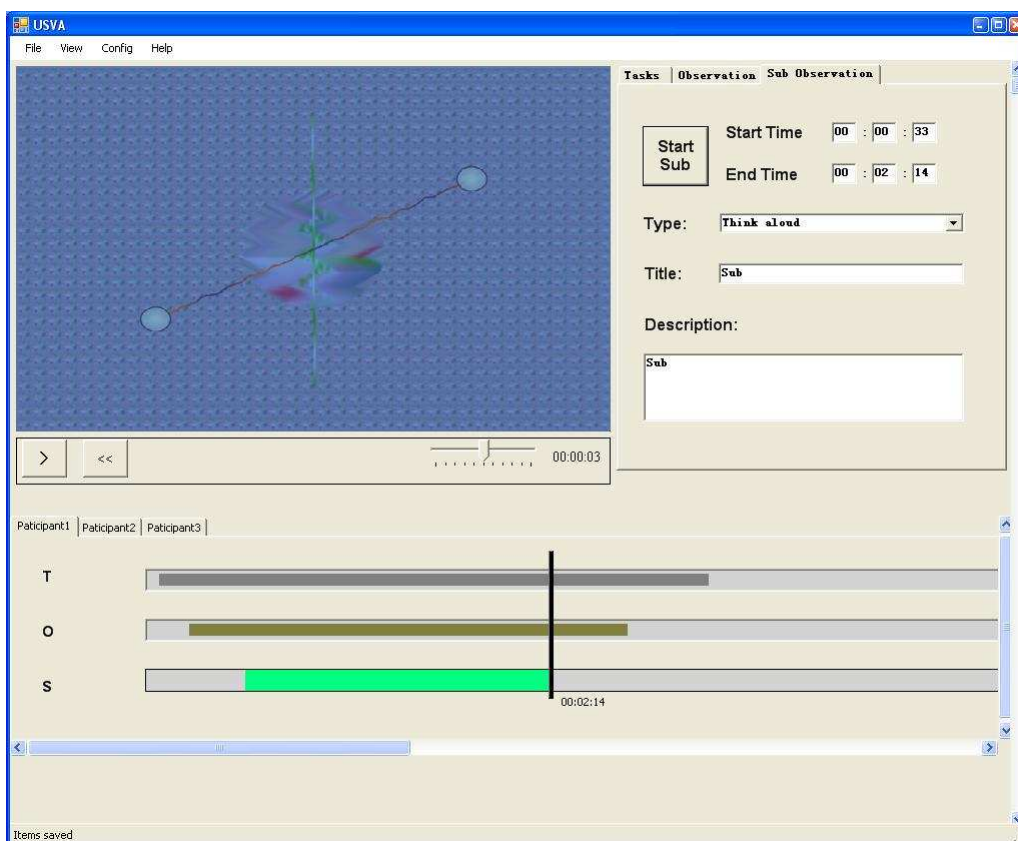 USVA
File View Config Help
Tasks Observation Sub Observation
Start Sub
Start Time 00 : 00 : 33
End Time 00 : 02 : 14
Type: Think aloud
Title: Sub
Description:
Sub
> << 00:00:03
Paticipant1 Paticipant2 Paticipant3
T
O
S
00:02:14
Items saved